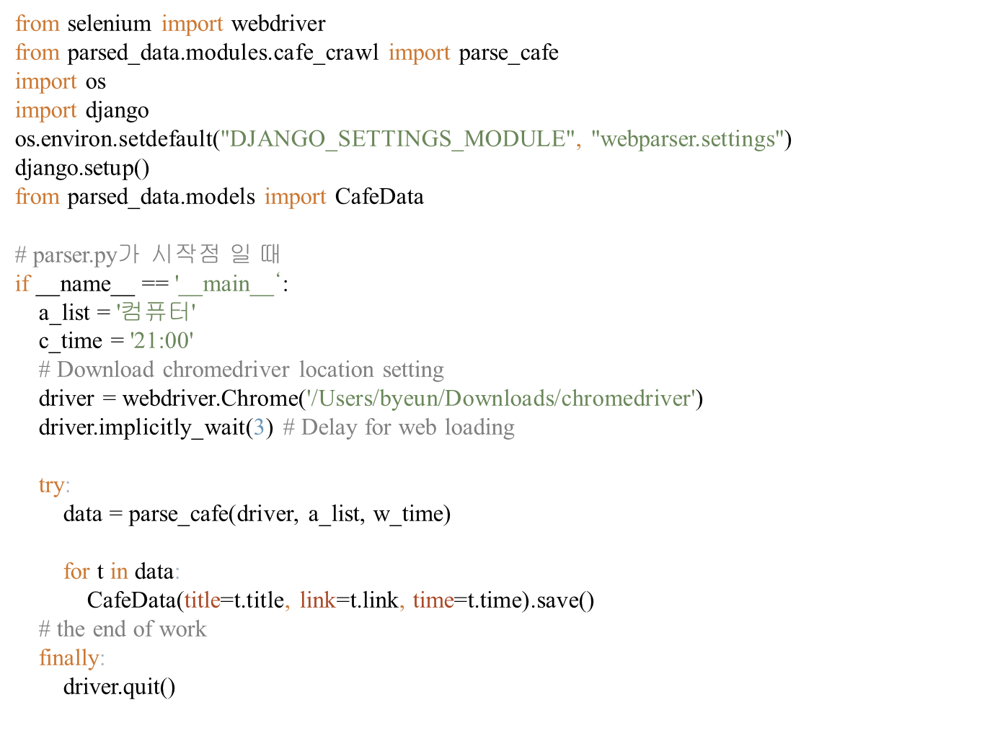 from selenium import webdriver
from parsed_data.modules.cafe_crawl import parse_cafe
import os
import django
os.environ.setdefault("DJANGO_SETTINGS_MODULE", "webparser.settings")
django.setup()
from parsed_data.models import CafeData
# parser.py가 시작점 일 때
if __name__ == '__main__‘:
a_list = '컴퓨터'
c_time = '21:00'
# Download chromedriver location setting
driver = webdriver.Chrome('/Users/byeun/Downloads/chromedriver')
driver.implicitly_wait(3) # Delay for web loading
try:
data = parse_cafe(driver, a_list, w_time)
for t in data:
CafeData(title=t.title, link=t.link, time=t.time).save()
# the end of work
finally:
driver.quit()